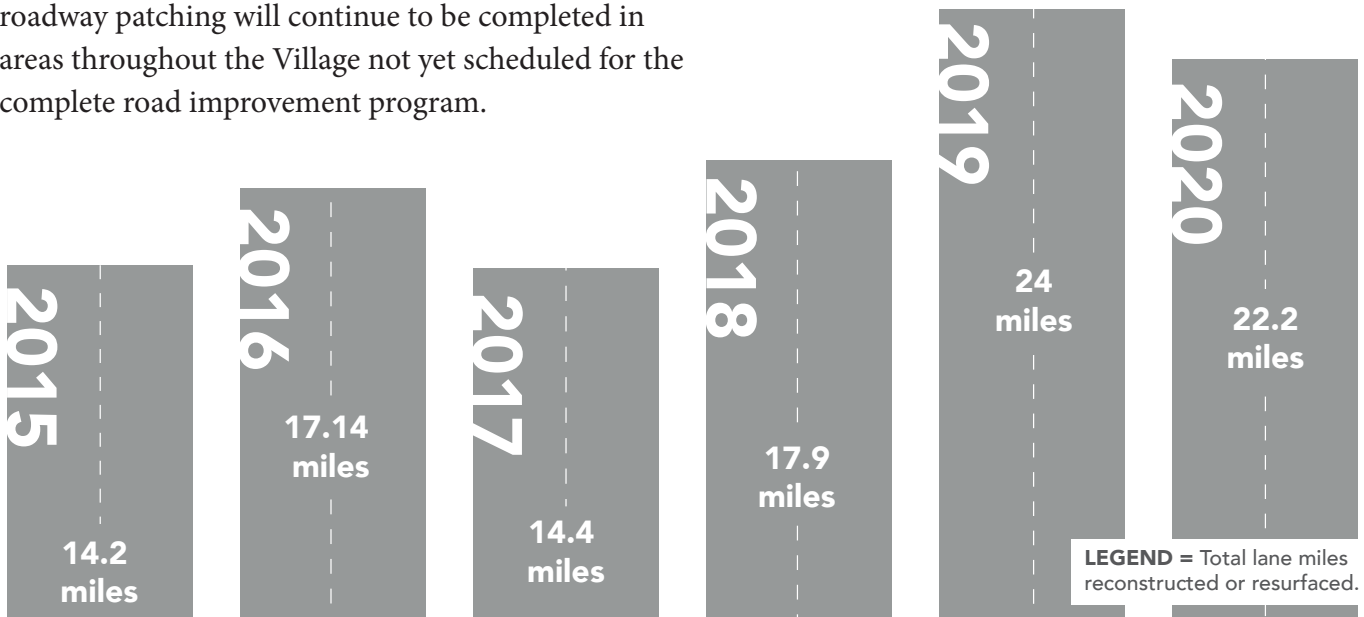 roadway patching will continue to be completed in
areas throughout the Village not yet scheduled for the
complete road improvement program.
2015
14.2
miles
2016
17.14
miles
2017
14.4
miles
2018
17.9
miles
2019
24
miles
2020
22.2
miles
LEGEND = Total lane miles
reconstructed or resurfaced.